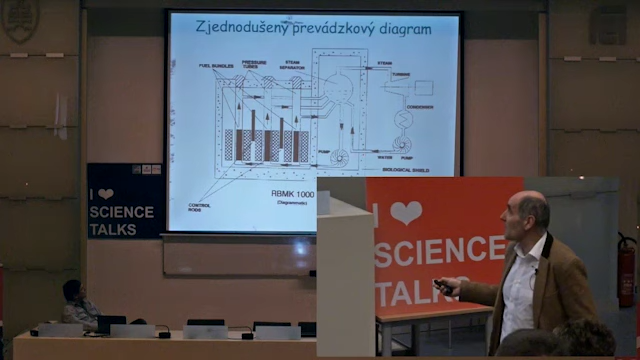 Zjednodušený prevádzkový diagram
FUEL BUNDLES
PRESSURE
TUBES
STEAM
SEPARATOR
STEAM
TURBINE
CONDENSER
PUMP
WATER
PUMP
BIOLOGICAL SHIELD
CONTROL
RODS
RBMK 1000
(Diagrammatic)
I
SCIENCE
TALKS
I
SCIENCE
TALKS